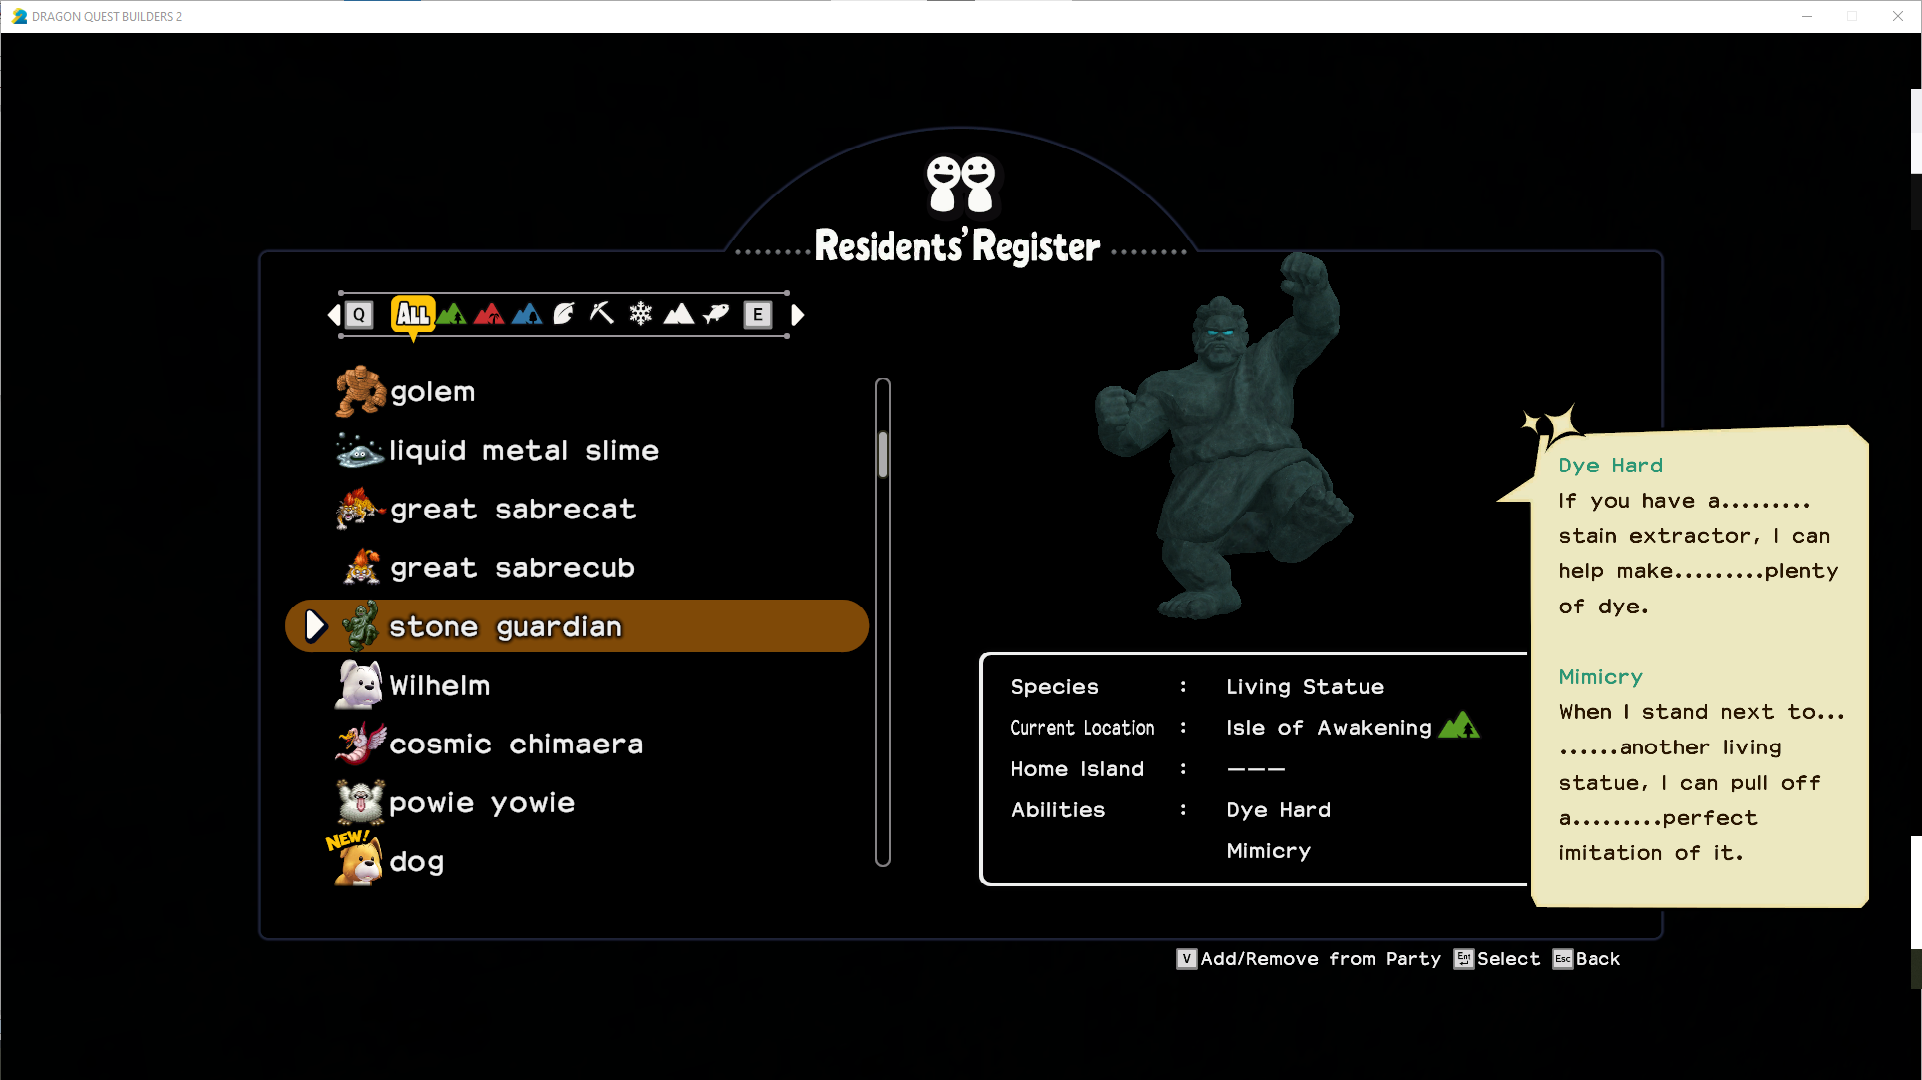 DRAGON QUEST BUILDERS 2
Residents' Register
Q ALL E
golem
liquid metal slime
great sabrecat
great sabrecub
stone guardian
Wilhelm
cosmic chimaera
powie yowie
NEW!
dog
Species : Living Statue
Current Location : Isle of Awakening
Home Island : ———
Abilities : Dye Hard
Mimicry
Dye Hard
If you have a.........
stain extractor, I can
help make.........plenty
of dye.
Mimicry
When I stand next to...
......another living
statue, I can pull off
a.........perfect
imitation of it.
V Add/Remove from Party Ent Select Esc Back